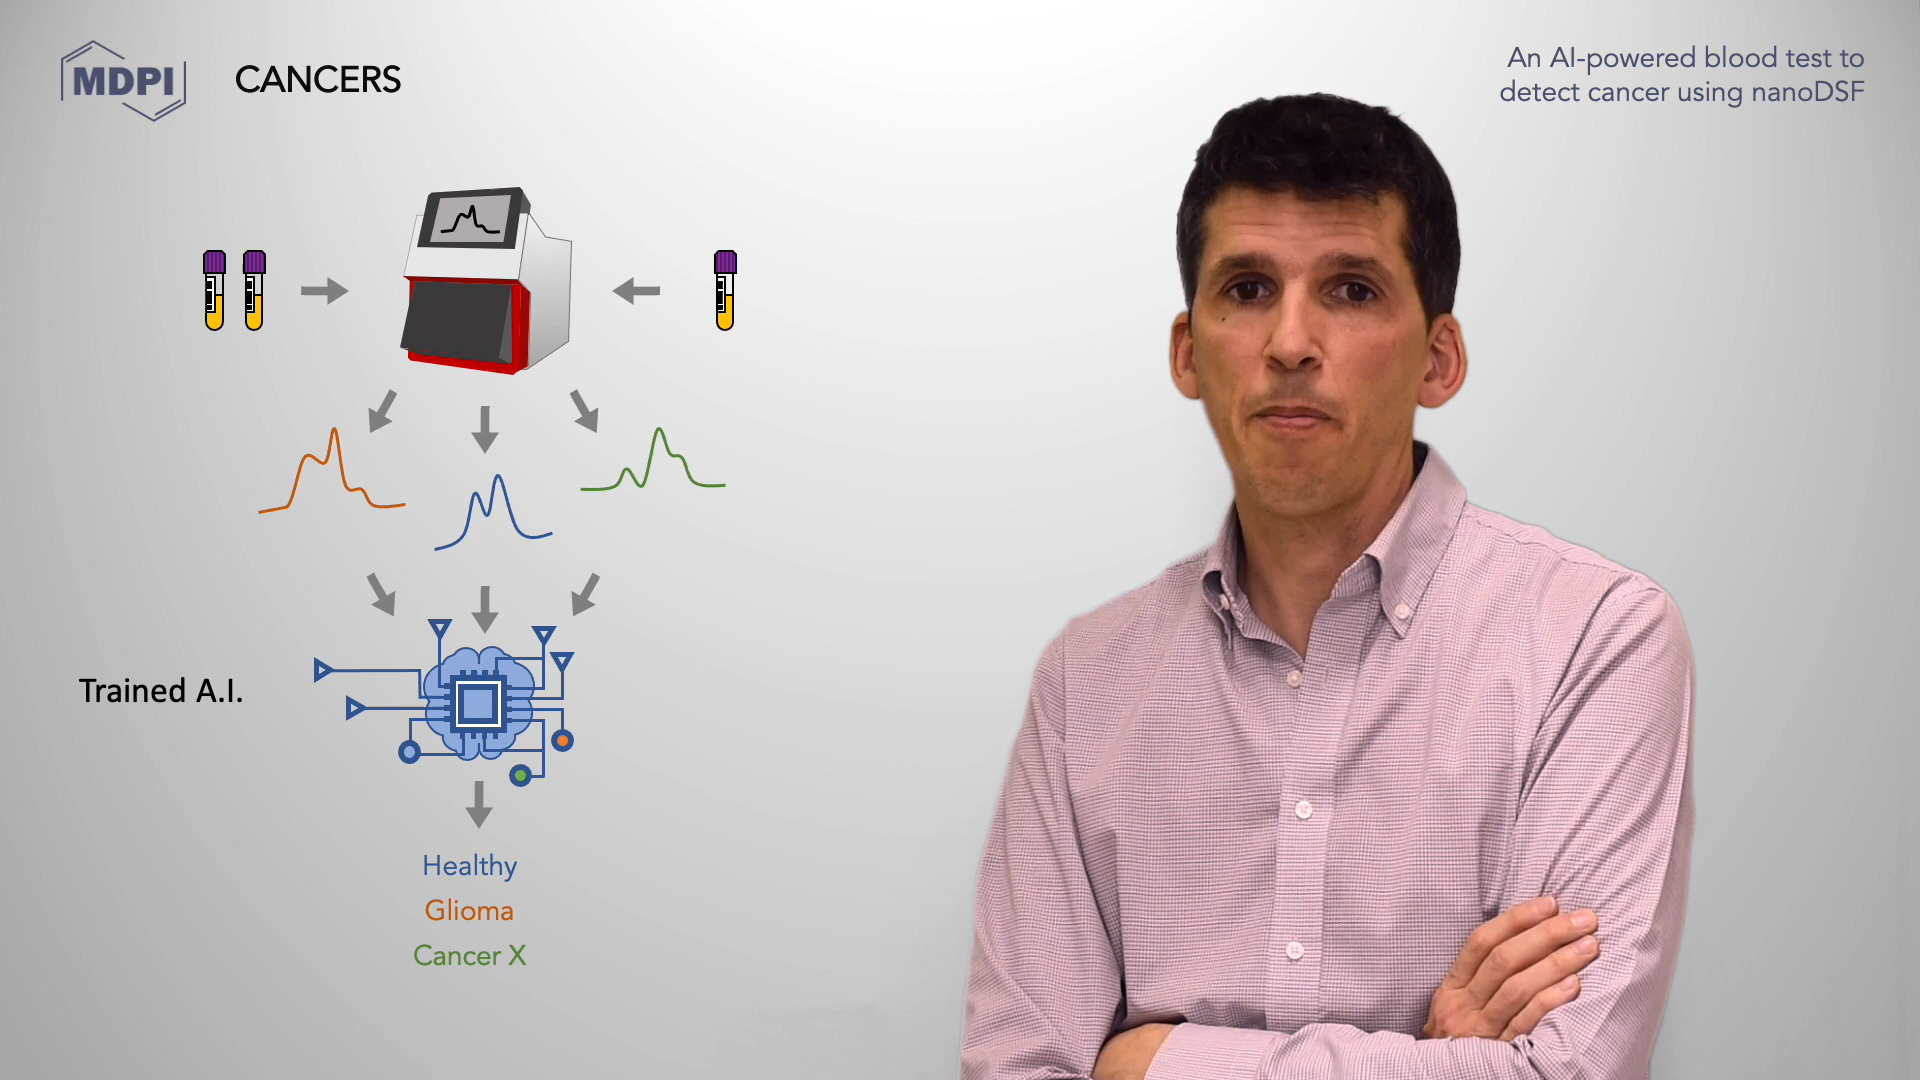 MDPI
CANCERS
An AI-powered blood test to
detect cancer using nanoDSF
Trained A.I.
Healthy
Glioma
Cancer X